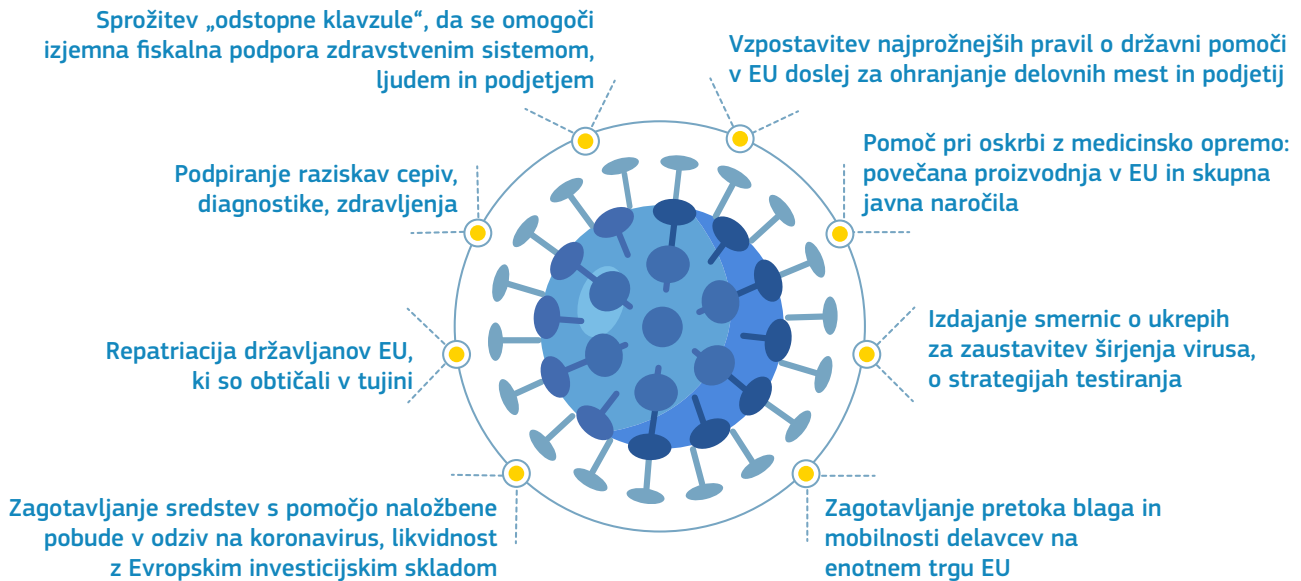 Sprožitev „odstopne klavzule“, da se omogoči
izjemna fiskalna podpora zdravstvenim sistemom,
ljudem in podjetjem
Vzpostavitev najprožnejših pravil o državni pomoči
v EU doslej za ohranjanje delovnih mest in podjetij
Podpiranje raziskav cepiv,
diagnostike, zdravljenja
Pomoč pri oskrbi z medicinsko opremo:
povečana proizvodnja v EU in skupna
javna naročila
Repatriacija državljanov EU,
ki so obtičali v tujini
Izdajanje smernic o ukrepih
za zaustavitev širjenja virusa,
o strategijah testiranja
Zagotavljanje sredstev s pomočjo naložbene
pobude v odziv na koronavirus, likvidnost
z Evropskim investicijskim skladom
Zagotavljanje pretoka blaga in
mobilnosti delavcev na
enotnem trgu EU